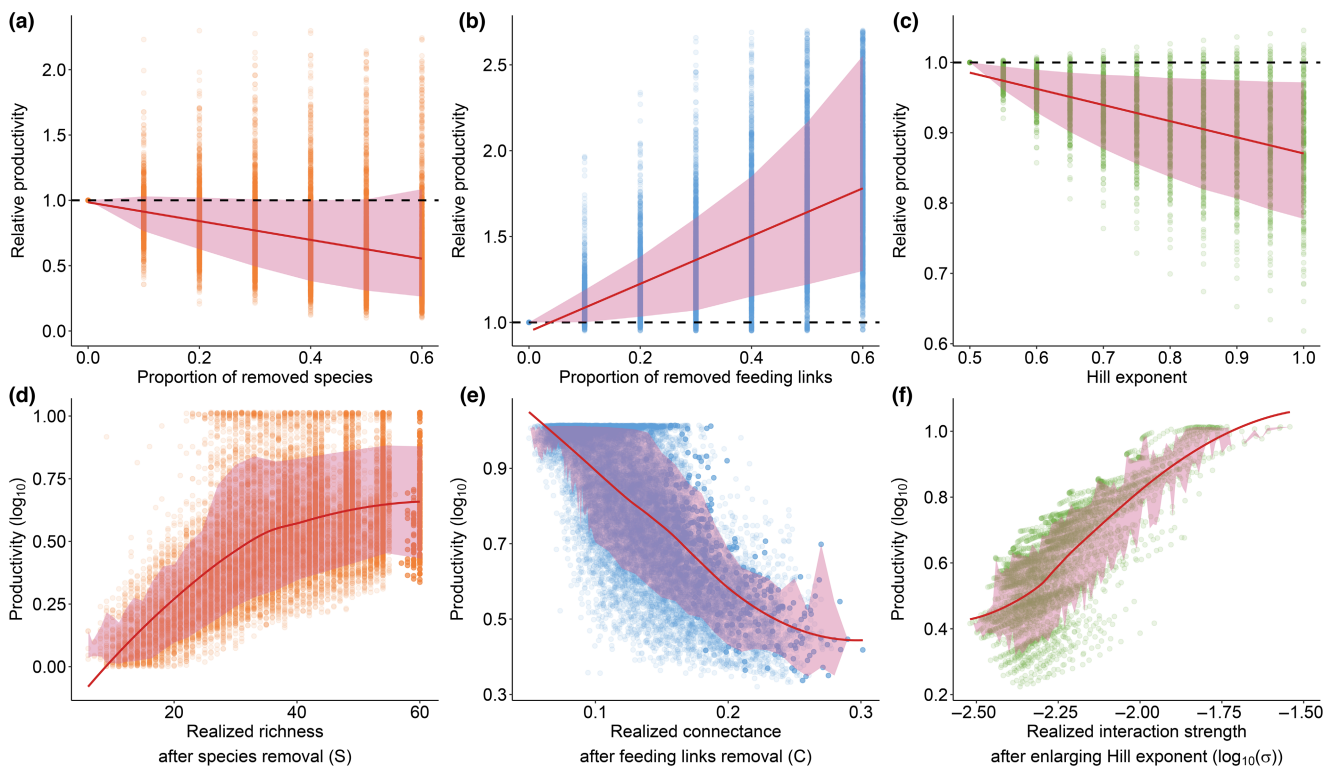 (a)
2.0
1.5
1.0
0.5
0.0
Relative productivity
0.0 0.2 0.4 0.6
Proportion of removed species
(b)
2.5
2.0
1.5
1.0
Relative productivity
0.0 0.2 0.4 0.6
Proportion of removed feeding links
(c)
1.0
0.9
0.8
0.7
0.6
Relative productivity
0.5 0.6 0.7 0.8 0.9 1.0
Hill exponent
(d)
1.00
0.75
0.50
0.25
0.00
Productivity (log10)
20 40 60
Realized richness
after species removal (S)
(e)
0.9
0.7
0.5
0.3
Productivity (log10)
0.1 0.2 0.3
Realized connectance
after feeding links removal (C)
(f)
1.0
0.8
0.6
0.4
0.2
Productivity (log10)
−2.50 −2.25 −2.00 −1.75 −1.50
Realized interaction strength
after enlarging Hill exponent (log10(σ))